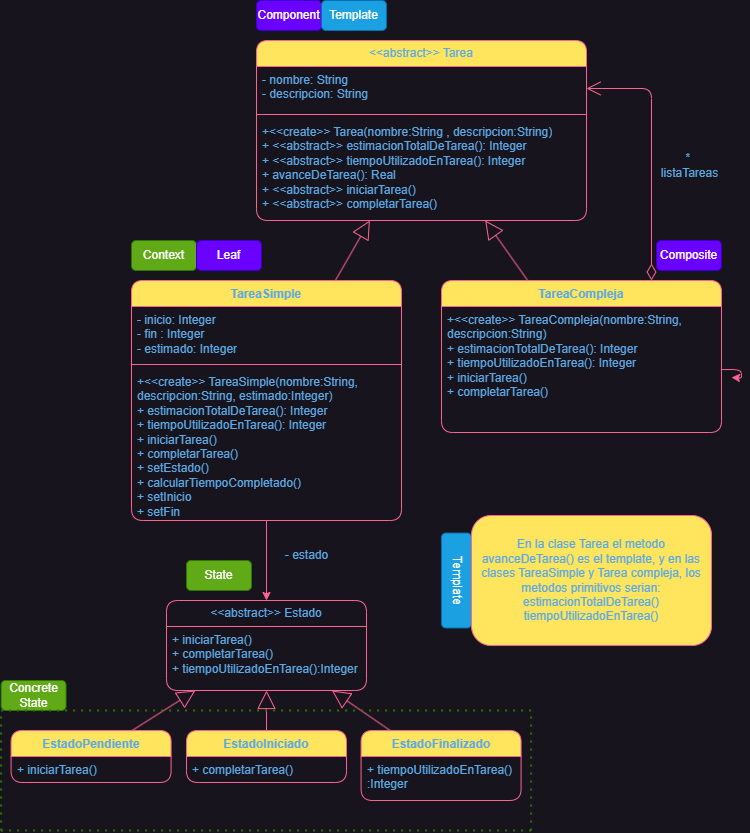 Component
Template
<<abstract>> Tarea
- nombre: String
- descripcion: String
+<<create>> Tarea(nombre:String , descripcion:String)
+ <<abstract>> estimacionTotalDeTarea(): Integer
+ <<abstract>> tiempoUtilizadoEnTarea(): Integer
+ avanceDeTarea(): Real
+ <<abstract>> iniciarTarea()
+ <<abstract>> completarTarea()
*
listaTareas
Context
Leaf
Composite
TareaSimple
- inicio: Integer
- fin : Integer
- estimado: Integer
+<<create>> TareaSimple(nombre:String,
descripcion:String, estimado:Integer)
+ estimacionTotalDeTarea(): Integer
+ tiempoUtilizadoEnTarea(): Integer
+ iniciarTarea()
+ completarTarea()
+ setEstado()
+ calcularTiempoCompletado()
+ setInicio
+ setFin
TareaCompleja
+<<create>> TareaCompleja(nombre:String,
descripcion:String)
+ estimacionTotalDeTarea(): Integer
+ tiempoUtilizadoEnTarea(): Integer
+ iniciarTarea()
+ completarTarea()
- estado
State
Template
En la clase Tarea el metodo
avanceDeTarea() es el template, y en las
clases TareaSimple y Tarea compleja, los
metodos primitivos serian:
estimacionTotalDeTarea()
tiempoUtilizadoEnTarea()
<<abstract>> Estado
+ iniciarTarea()
+ completarTarea()
+ tiempoUtilizadoEnTarea():Integer
Concrete
State
EstadoPendiente
+ iniciarTarea()
EstadoIniciado
+ completarTarea()
EstadoFinalizado
+ tiempoUtilizadoEnTarea()
:Integer